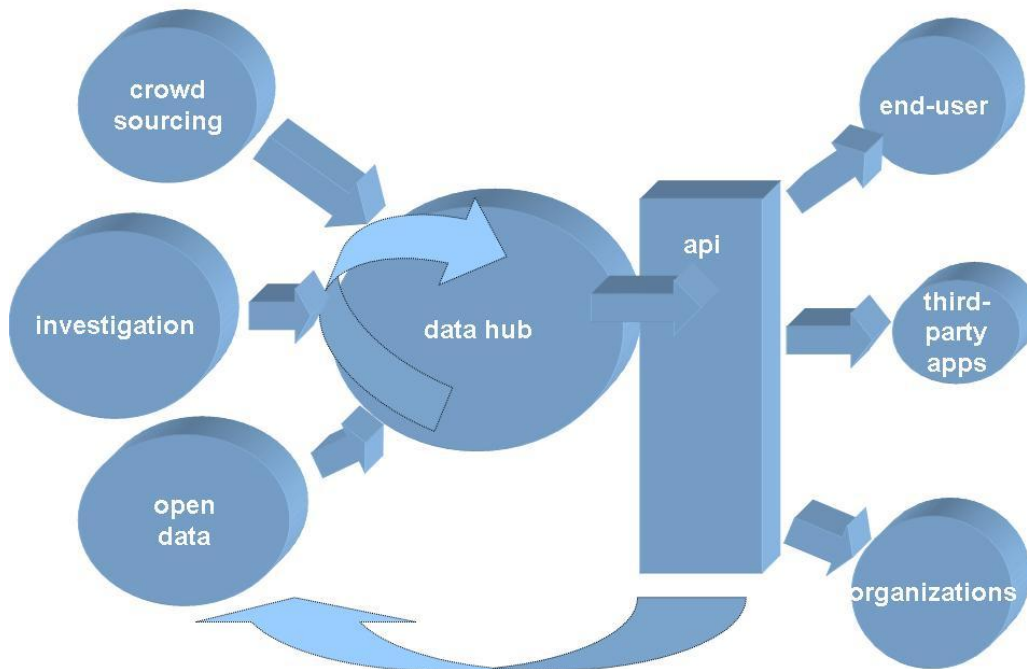 crowd
sourcing
end-user
api
investigation
data hub
third-
party
apps
open
data
organizations